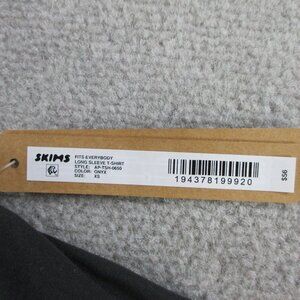 SKIMS
FITS EVERYBODY
LONG SLEEVE T-SHIRT
STYLE: AP-TSH-0650
COLOR: ONYX
SIZE: XS
194378199920
$56